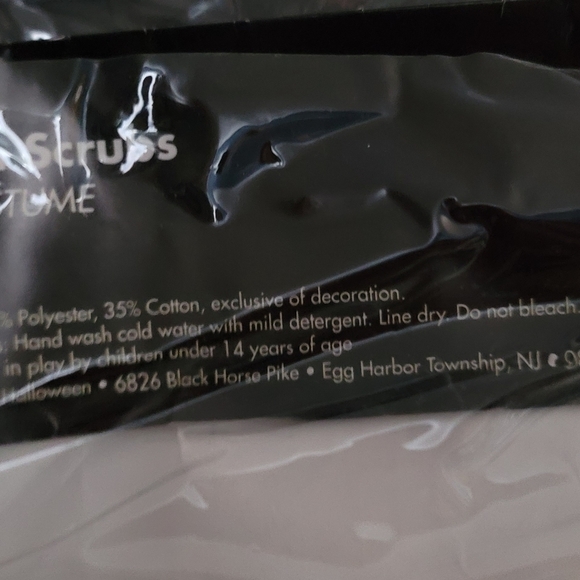 Scrubs
TUME
% Polyester, 35% Cotton, exclusive of decoration.
: Hand wash cold water with mild detergent. Line dry. Do not bleach.
in play by children under 14 years of age
Halloween • 6826 Black Horse Pike • Egg Harbor Township, NJ •